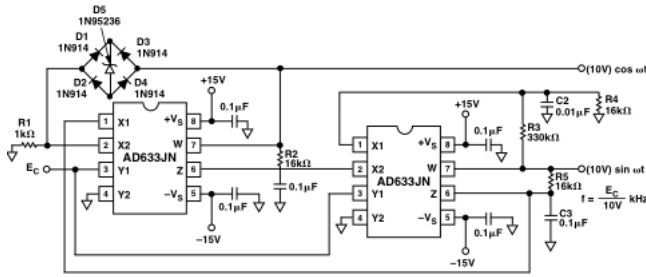 D5
1N95236
D1
1N914
D3
1N914
D2
1N914
D4
1N914
(10V) cos ωt
+15V
0.1μF
R1
1kΩ
EC
1 X1 +VS 8
2 X2 W 7
AD633JN
3 Y1 Z 6
4 Y2 –VS 5
R2
16kΩ
0.1μF
0.1μF
–15V
+15V
0.1μF
1 X1 +VS 8
2 X2 W 7
AD633JN
3 Y1 Z 6
4 Y2 –VS 5
0.1μF
–15V
C2
0.01μF
R4
16kΩ
R3
330kΩ
(10V) sin ωt
R5
16kΩ
f = EC/10V kHz
C3
0.1μF